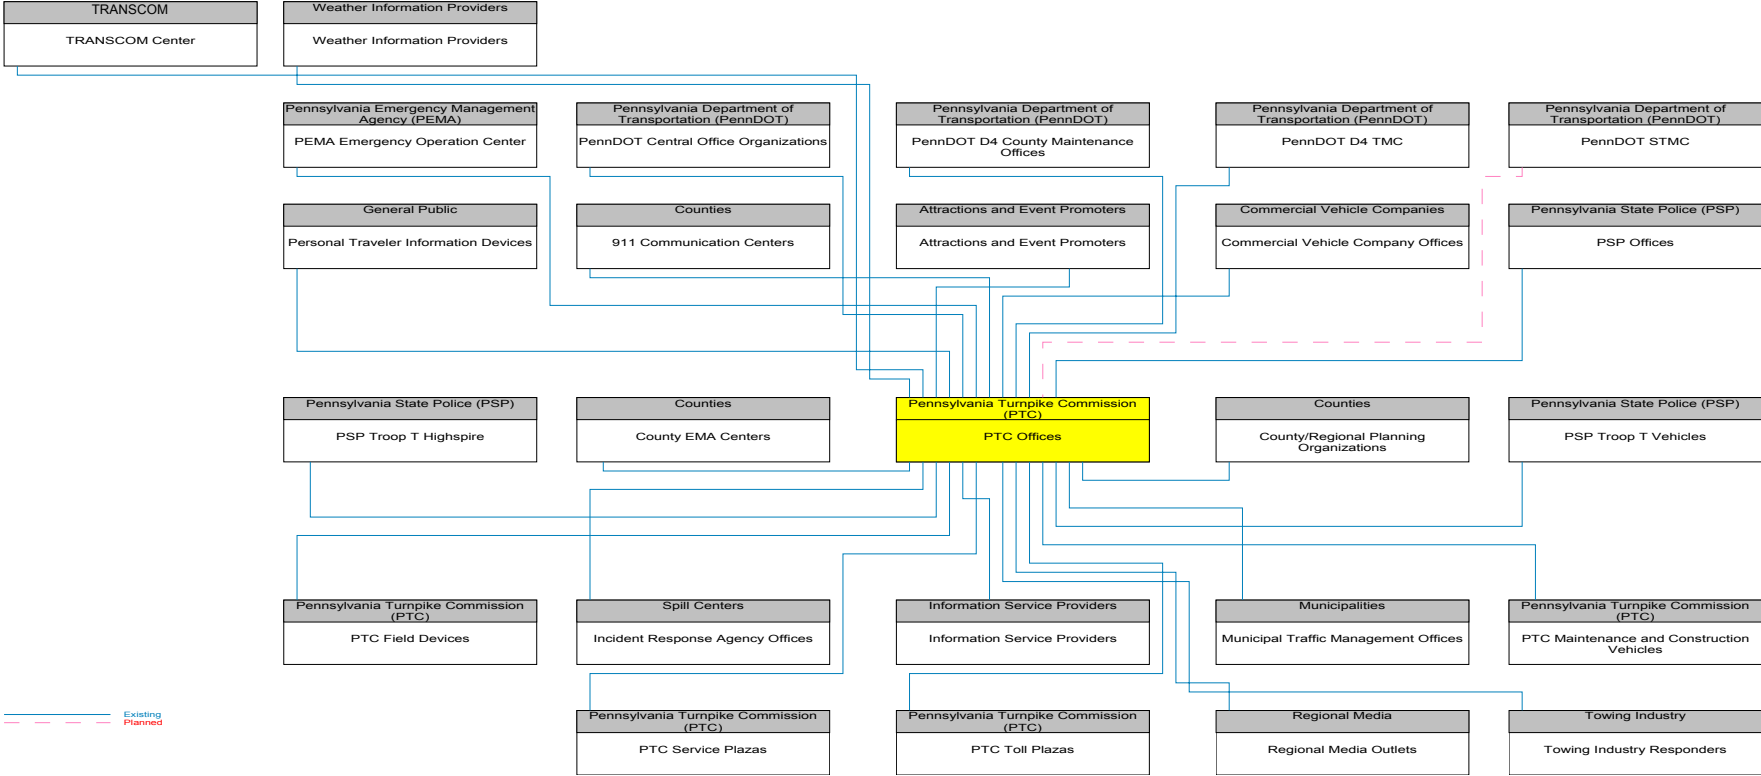 TRANSCOM
TRANSCOM Center
Weather Information Providers
Weather Information Providers
Pennsylvania Emergency Management
Agency (PEMA)
PEMA Emergency Operation Center
Pennsylvania Department of
Transportation (PennDOT)
PennDOT Central Office Organizations
Pennsylvania Department of
Transportation (PennDOT)
PennDOT D4 County Maintenance
Offices
Pennsylvania Department of
Transportation (PennDOT)
PennDOT D4 TMC
Pennsylvania Department of
Transportation (PennDOT)
PennDOT STMC
General Public
Personal Traveler Information Devices
Counties
911 Communication Centers
Attractions and Event Promoters
Attractions and Event Promoters
Commercial Vehicle Companies
Commercial Vehicle Company Offices
Pennsylvania State Police (PSP)
PSP Offices
Pennsylvania State Police (PSP)
PSP Troop T Highspire
Counties
County EMA Centers
Pennsylvania Turnpike Commission
(PTC)
PTC Offices
Counties
County/Regional Planning
Organizations
Pennsylvania State Police (PSP)
PSP Troop T Vehicles
Pennsylvania Turnpike Commission
(PTC)
PTC Field Devices
Spill Centers
Incident Response Agency Offices
Information Service Providers
Information Service Providers
Municipalities
Municipal Traffic Management Offices
Pennsylvania Turnpike Commission
(PTC)
PTC Maintenance and Construction
Vehicles
Existing
Planned
Pennsylvania Turnpike Commission
(PTC)
PTC Service Plazas
Pennsylvania Turnpike Commission
(PTC)
PTC Toll Plazas
Regional Media
Regional Media Outlets
Towing Industry
Towing Industry Responders